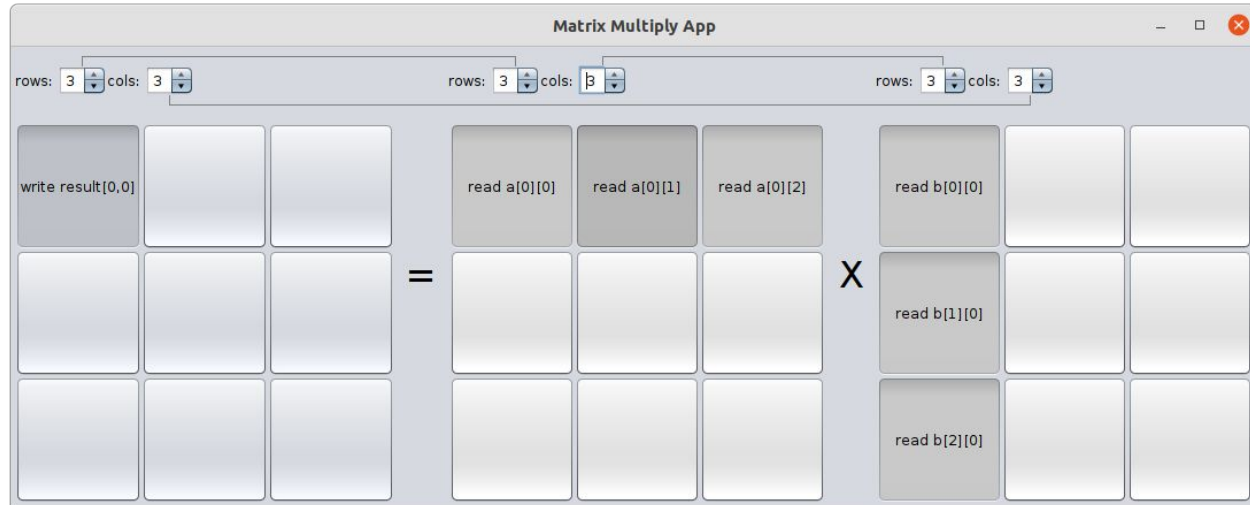 Matrix Multiply App
rows: 3 cols: 3 rows: 3 cols: 3 rows: 3 cols: 3
write result[0,0] read a[0][0] read a[0][1] read a[0][2] read b[0][0]
= X
read b[1][0]
read b[2][0]